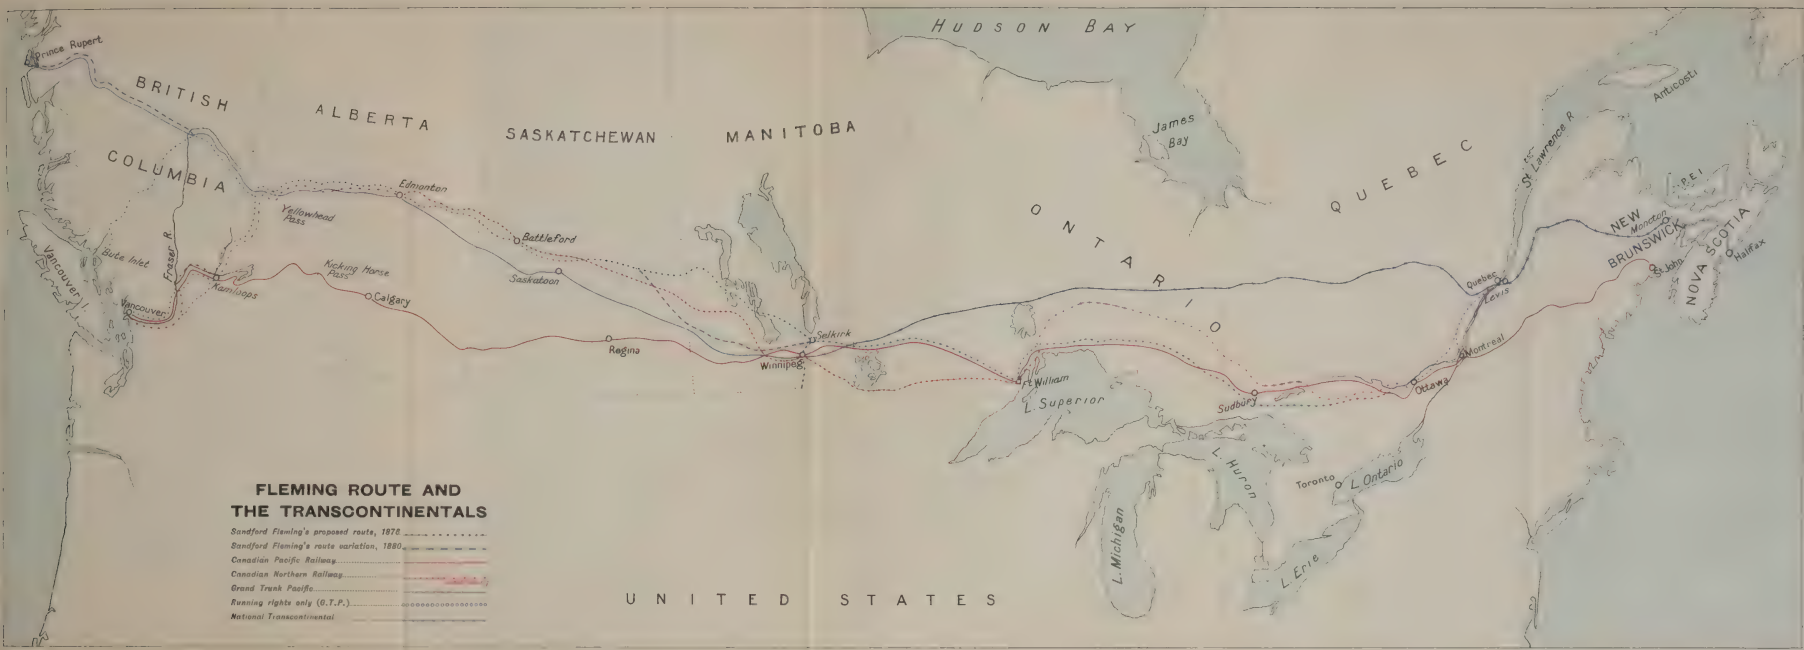 HUDSON BAY
Prince Rupert
BRITISH
COLUMBIA
ALBERTA
SASKATCHEWAN
MANITOBA
James
Bay
ONTARIO
QUEBEC
Anticosti
St Lawrence R
P.E.I
NEW
BRUNSWICK
Moncton
NOVA SCOTIA
Halifax
St John
Edmonton
Yellowhead
Pass
Battleford
Saskatoon
Vancouver I.
Bute Inlet
Fraser R.
Kamloops
Kicking Horse
Pass
Calgary
Vancouver
Regina
Selkirk
Winnipeg
Ft William
L. Superior
Sudbury
Ottawa
Montreal
Quebec
Levis
L. Huron
Toronto
L. Ontario
L. Michigan
L. Erie
UNITED STATES
FLEMING ROUTE AND
THE TRANSCONTINENTALS
Sandford Fleming's proposed route, 1876
Sandford Fleming's route variation, 1880
Canadian Pacific Railway
Canadian Northern Railway
Grand Trunk Pacific
Running rights only (G.T.P.)
National Transcontinental